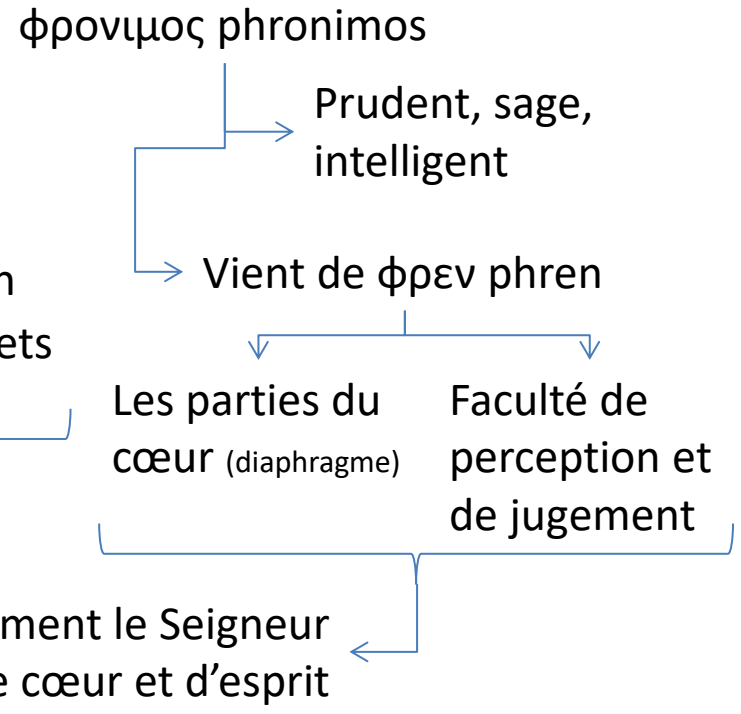 φρονιμος phronimos
Prudent, sage,
intelligent
Vient de φρεν phren
ets
Les parties du
cœur (diaphragme)
Faculté de
perception et
de jugement
ment le Seigneur
cœur et d’esprit